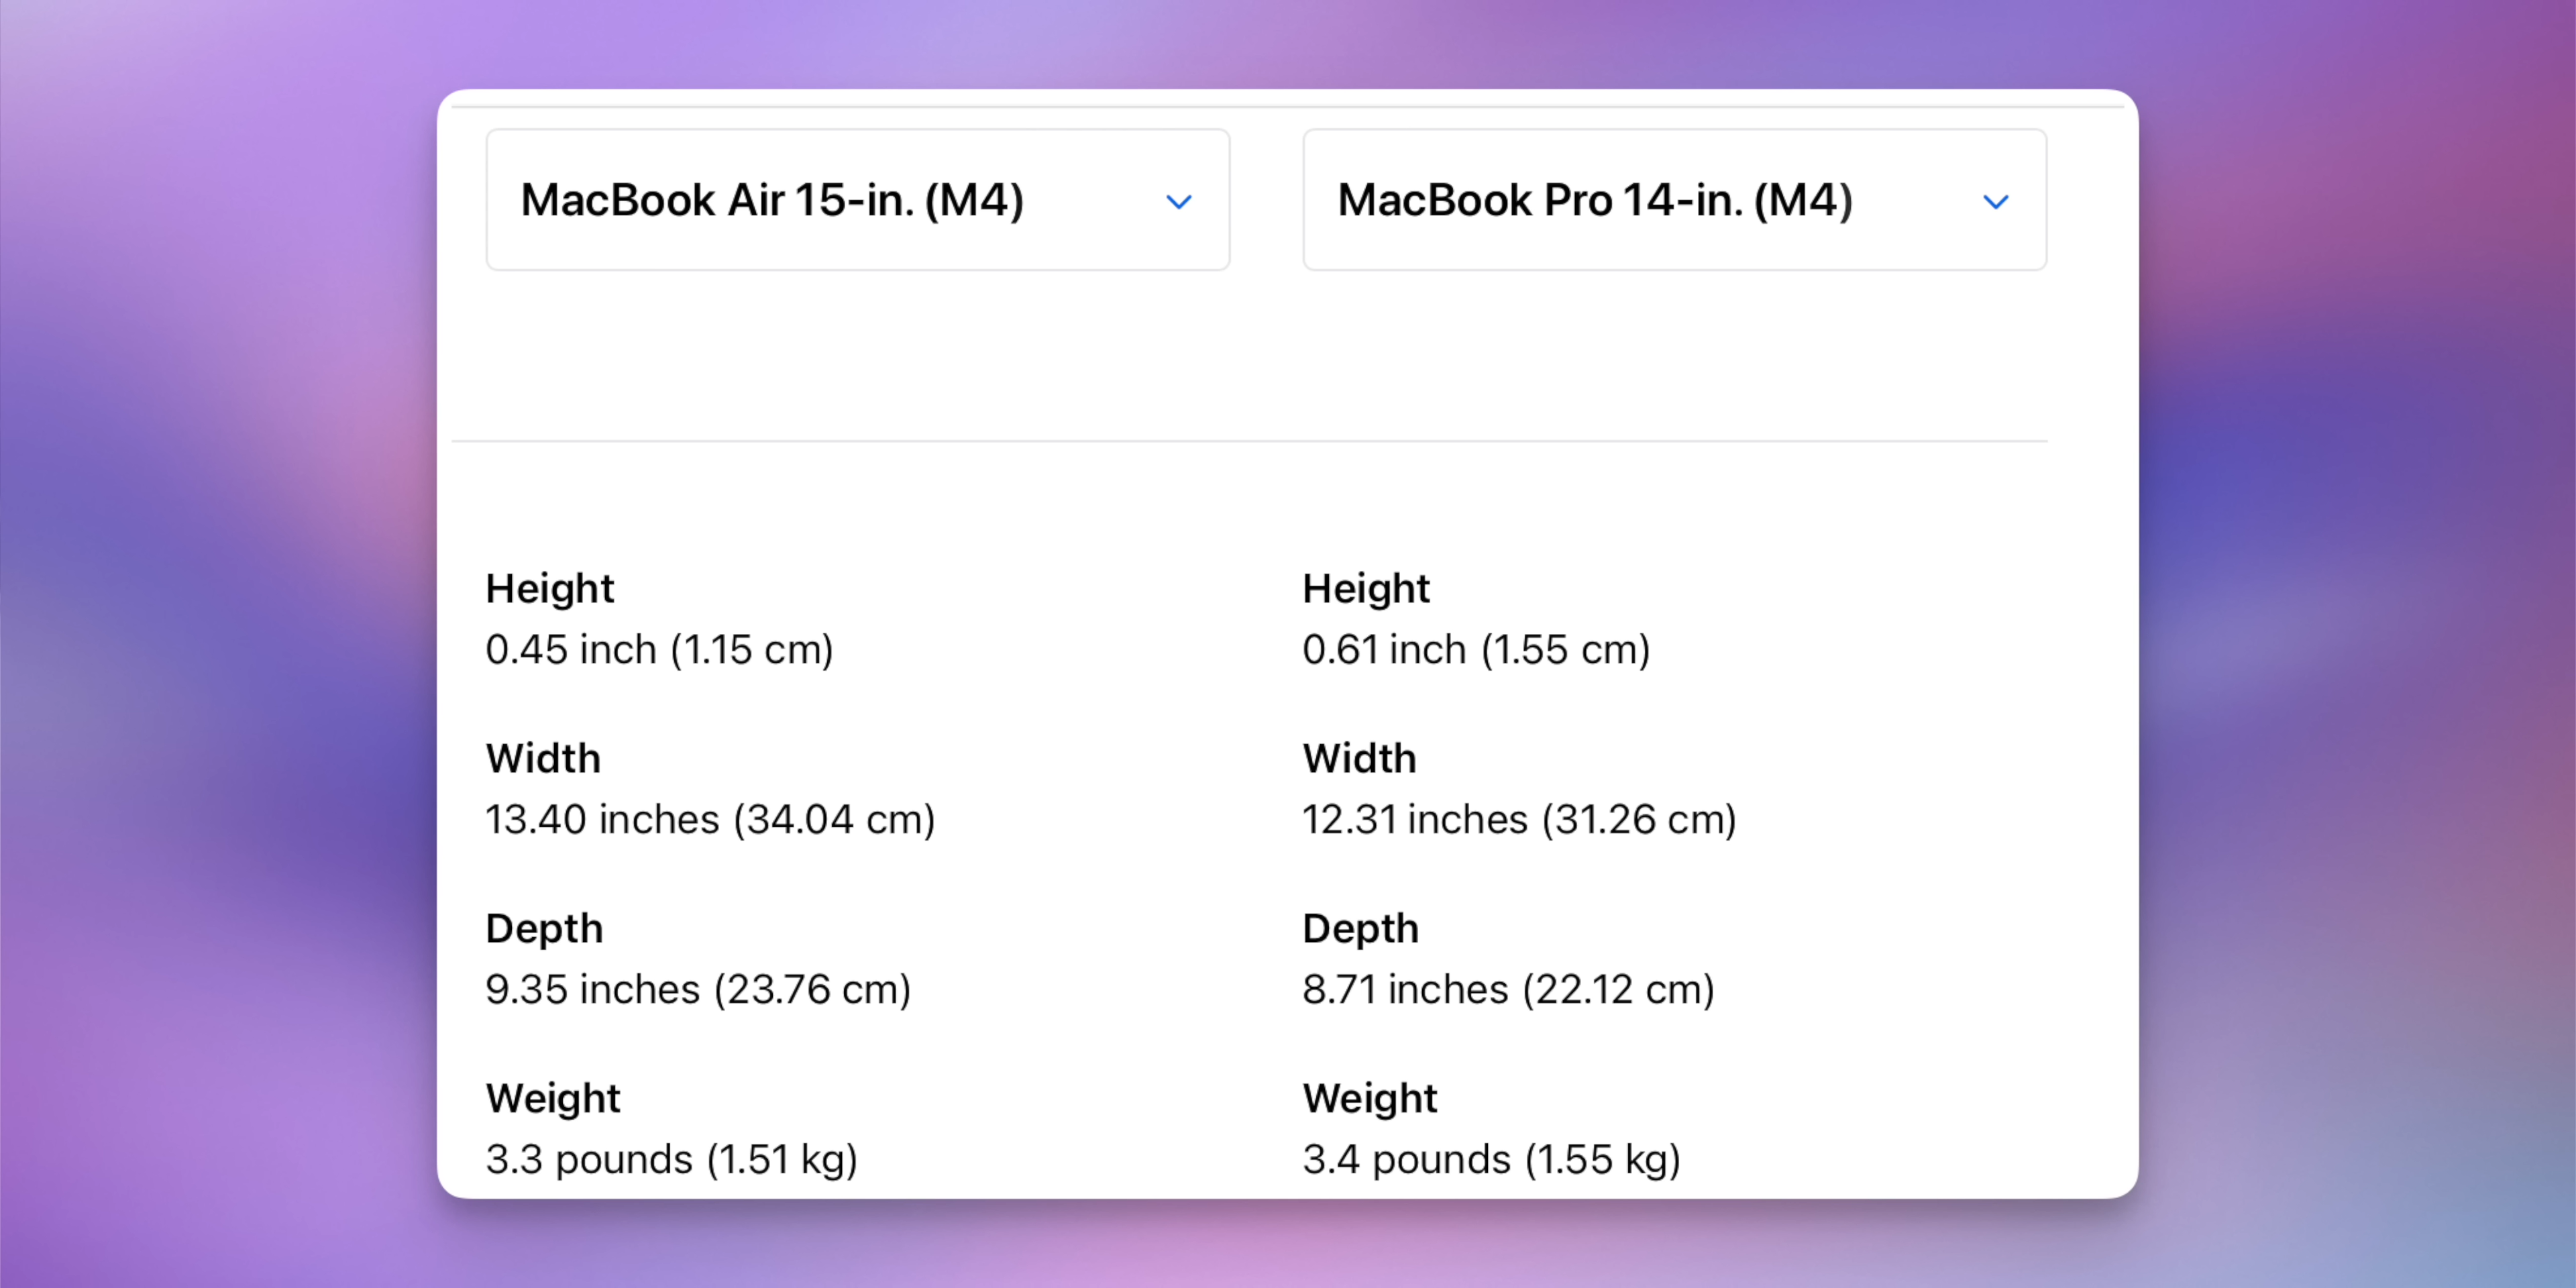 MacBook Air 15-in. (M4)
MacBook Pro 14-in. (M4)
Height
0.45 inch (1.15 cm)
Width
13.40 inches (34.04 cm)
Depth
9.35 inches (23.76 cm)
Weight
3.3 pounds (1.51 kg)
Height
0.61 inch (1.55 cm)
Width
12.31 inches (31.26 cm)
Depth
8.71 inches (22.12 cm)
Weight
3.4 pounds (1.55 kg)